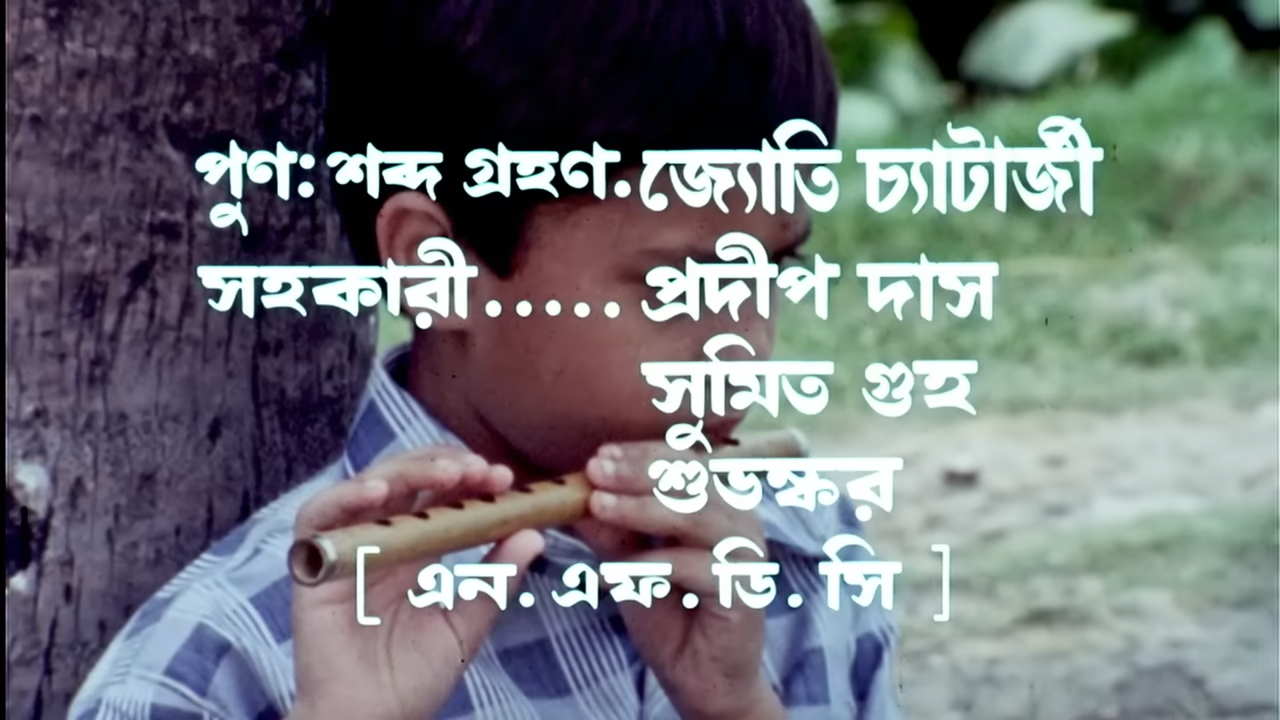 পুণ: শব্দ গ্রহণ. জ্যোতি চ্যাটার্জী
সহকারী ..... প্রদীপ দাস
সুমিত গুহ
শুভঙ্কর
[ এন. এফ. ডি. সি ]